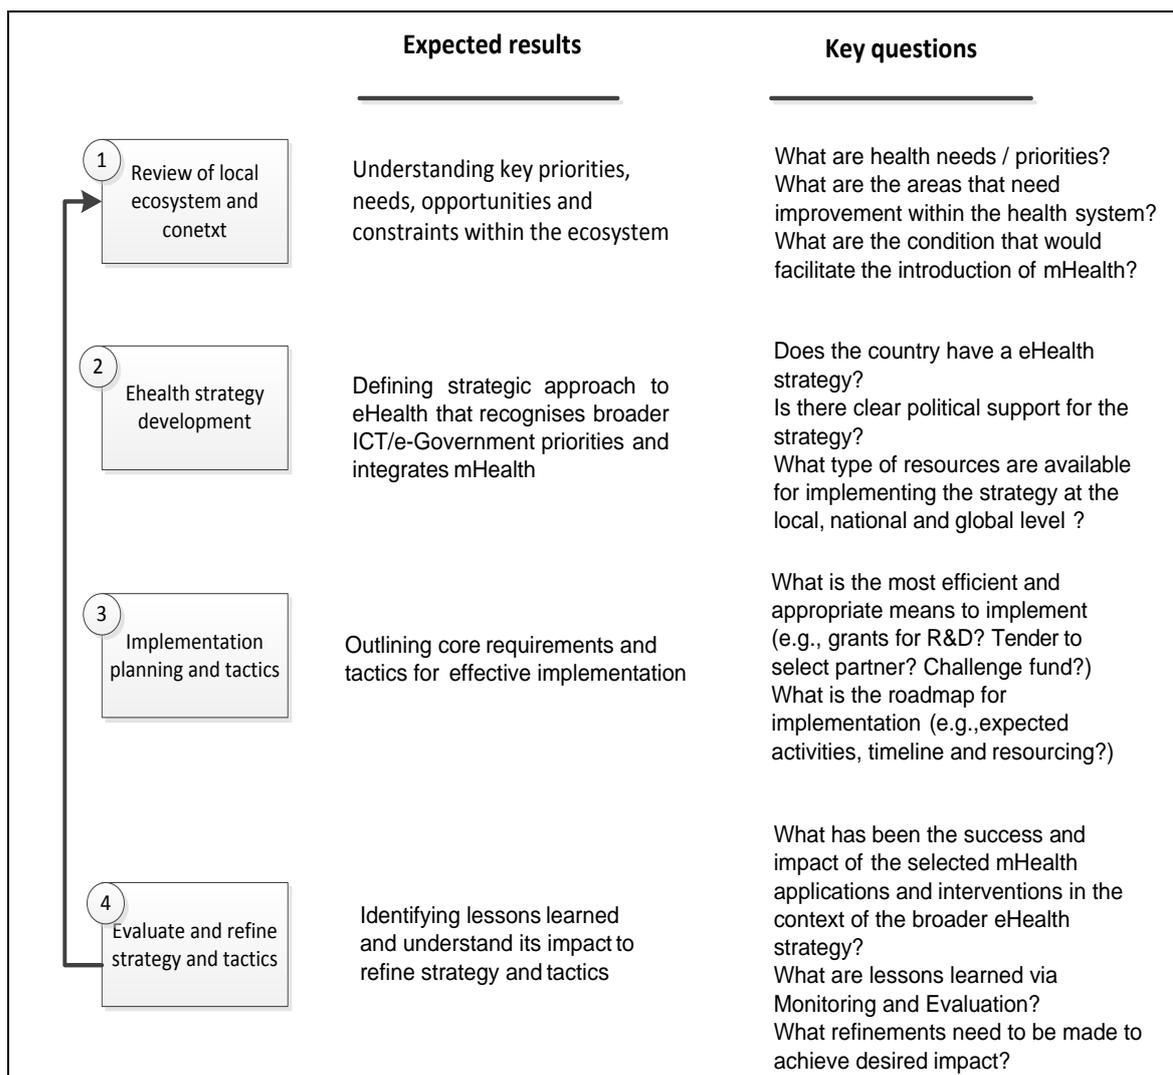 Expected results
Key questions
1
Review of local
ecosystem and
conetxt
Understanding key priorities,
needs, opportunities and
constraints within the ecosystem
What are health needs / priorities?
What are the areas that need
improvement within the health system?
What are the condition that would
facilitate the introduction of mHealth?
2
Ehealth strategy
development
Defining strategic approach to
eHealth that recognises broader
ICT/e-Government priorities and
integrates mHealth
Does the country have a eHealth
strategy?
Is there clear political support for the
strategy?
What type of resources are available
for implementing the strategy at the
local, national and global level ?
3
Implementation
planning and tactics
Outlining core requirements and
tactics for effective implementation
What is the most efficient and
appropriate means to implement
(e.g., grants for R&D? Tender to
select partner? Challenge fund?)
What is the roadmap for
implementation (e.g.,expected
activities, timeline and resourcing?)
4
Evaluate and refine
strategy and tactics
Identifying lessons learned
and understand its impact to
refine strategy and tactics
What has been the success and
impact of the selected mHealth
applications and interventions in the
context of the broader eHealth
strategy?
What are lessons learned via
Monitoring and Evaluation?
What refinements need to be made to
achieve desired impact?